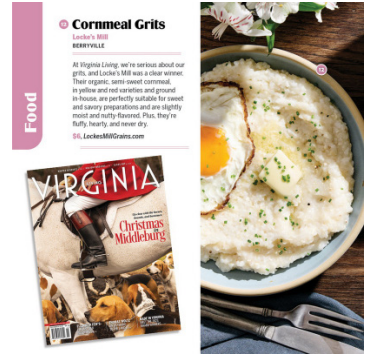 13 Cornmeal Grits
Locke's Mill
BERRYVILLE
At Virginia Living, we're serious about our
grits, and Locke's Mill was a clear winner.
Their organic, semi-sweet cornmeal,
in yellow and red varieties and ground
in-house, are perfectly suitable for sweet
and savory preparations and are slightly
moist and nutty-flavored. Plus, they're
fluffy, hearty, and never dry.
$6, LockesMillGrains.com
Food
13
VIRGINIA
Christmas in
Middleburg